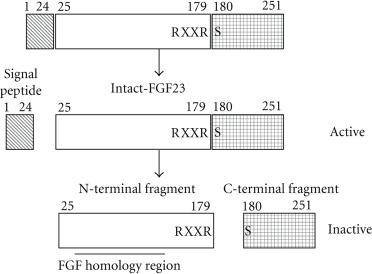 1 24 25 179 180 251
RXXR S
Signal
peptide
Intact-FGF23
1 24 25 179 180 251
RXXR S Active
N-terminal fragment C-terminal fragment
25 179 180 251
RXXR S Inactive
FGF homology region